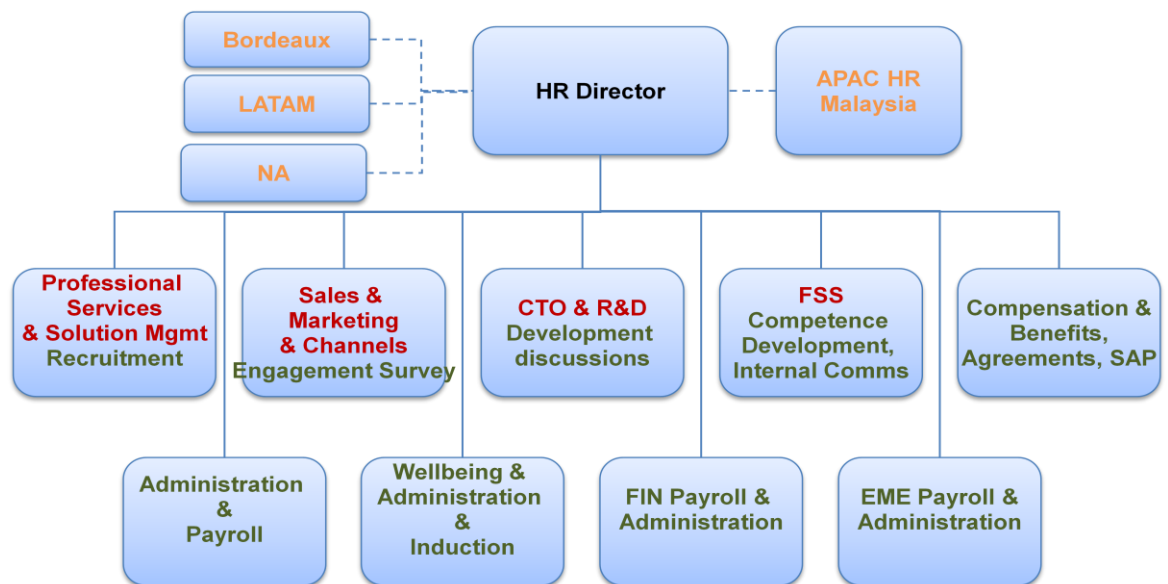 Bordeaux
LATAM
NA
HR Director
APAC HR
Malaysia
Professional
Services
& Solution Mgmt
Recruitment
Sales &
Marketing
& Channels
Engagement Survey
CTO & R&D
Development
discussions
FSS
Competence
Development,
Internal Comms
Compensation &
Benefits,
Agreements, SAP
Administration
&
Payroll
Wellbeing &
Administration
&
Induction
FIN Payroll &
Administration
EME Payroll &
Administration